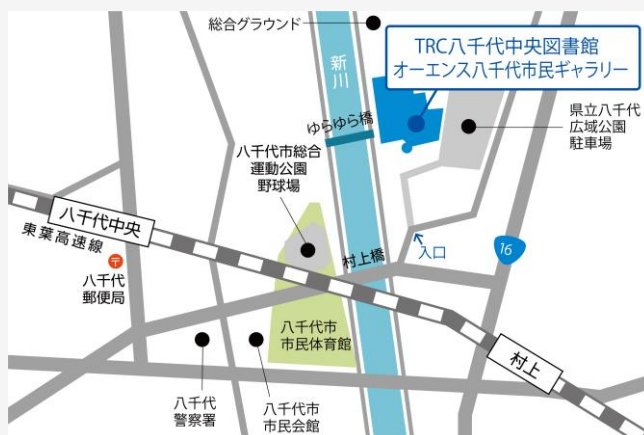 総合グラウンド
TRC八千代中央図書館
オーエンス八千代市民ギャラリー
新川
県立八千代
広域公園
駐車場
ゆらゆら橋
八千代市総合
運動公園
野球場
八千代中央
東葉高速線
〒
八千代
郵便局
村上橋
入口
16
八千代市
市民体育館
村上
八千代
警察署
八千代市
市民会館